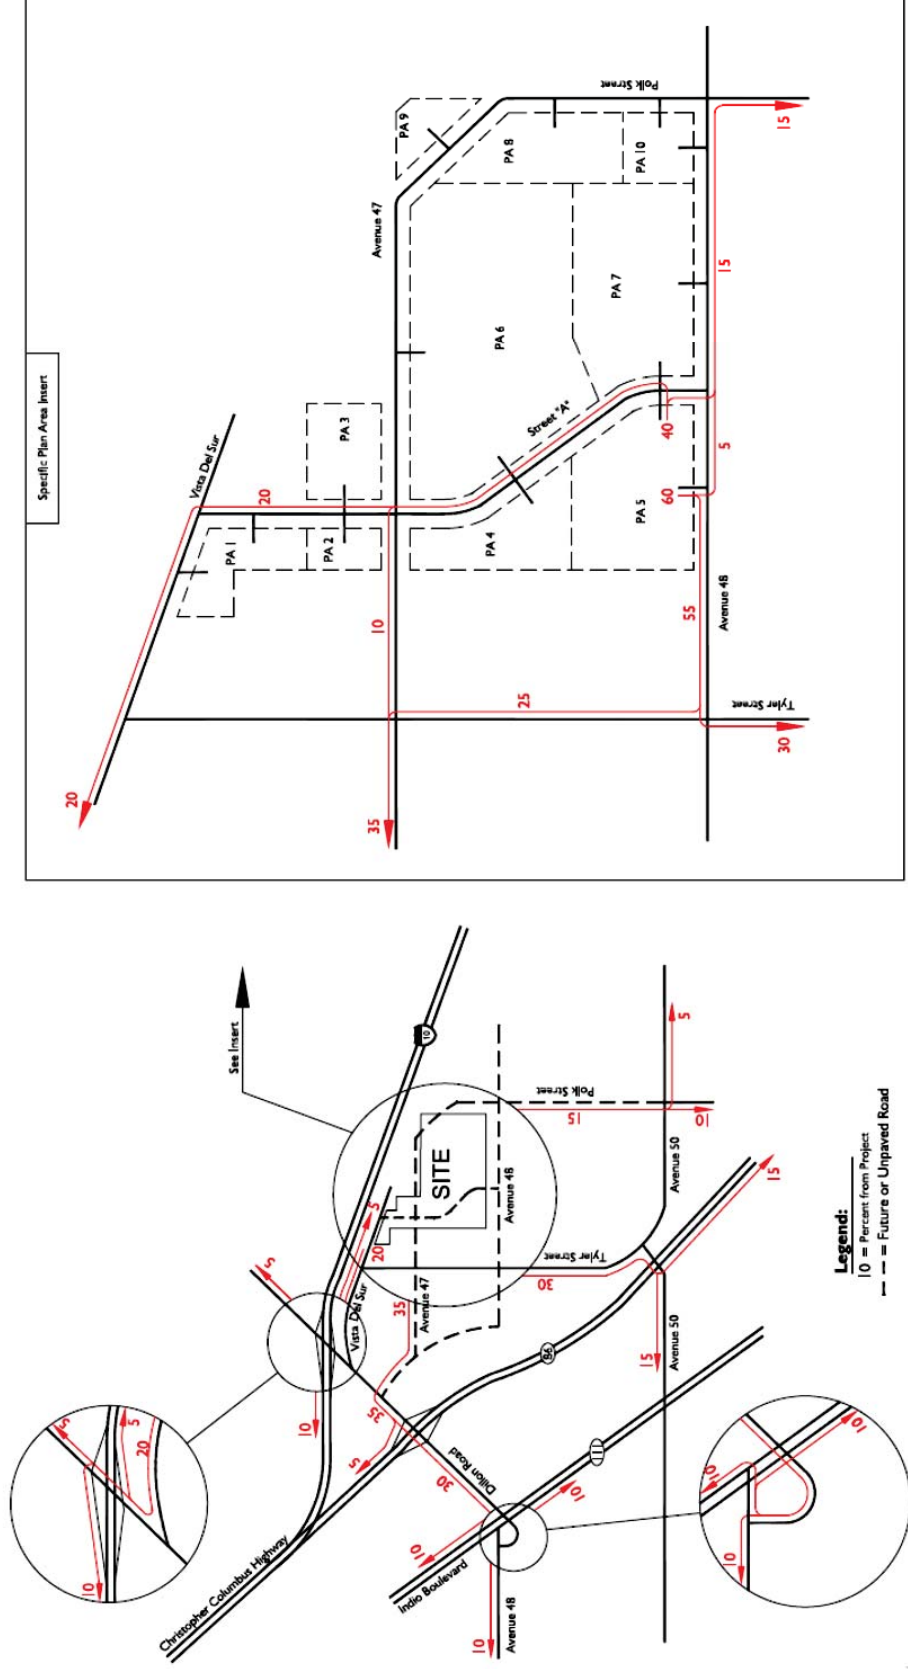 Specific Plan Area Insert
20
Vista Del Sur
20
PA 1
PA 2
PA 3
Avenue 47
PA 9
35
10
PA 4
Street "A"
PA 6
PA 8
Polk Street
25
PA 5
PA 7
PA 10
60
40
55
5
15
15
Avenue 48
Tyler Street
30
See Insert
10
Christopher Columbus Highway
10
5
20
5
5
10
Vista Del Sur
20
5
35
Avenue 47
SITE
Avenue 48
Tyler Street
30
Polk Street
15
35
5
30
Dillon Road
86
111
10
10
Indio Boulevard
10
Avenue 48
15
Avenue 50
Avenue 50
15
5
10
10
10
10
Legend:
10 = Percent from Project
= Future or Unpaved Road